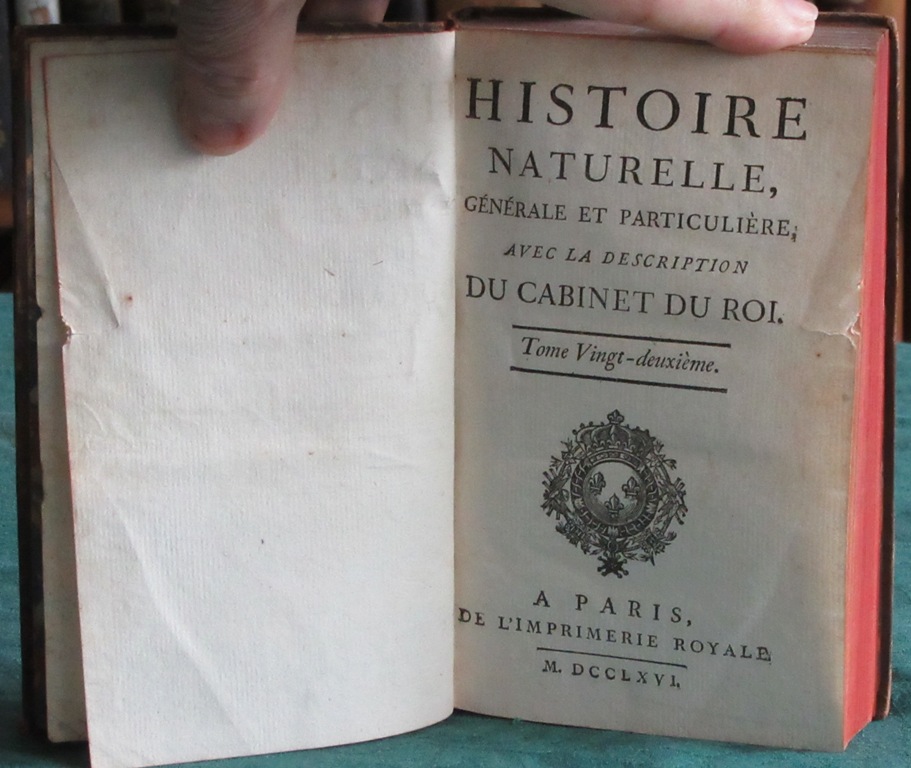 HISTOIRE
NATURELLE,
GÉNÉRALE ET PARTICULIÈRE;
AVEC LA DESCRIPTION
DU CABINET DU ROI.
Tome Vingt-deuxième.
A PARIS,
DE L'IMPRIMERIE ROYALE.
M. DCCLXVI.